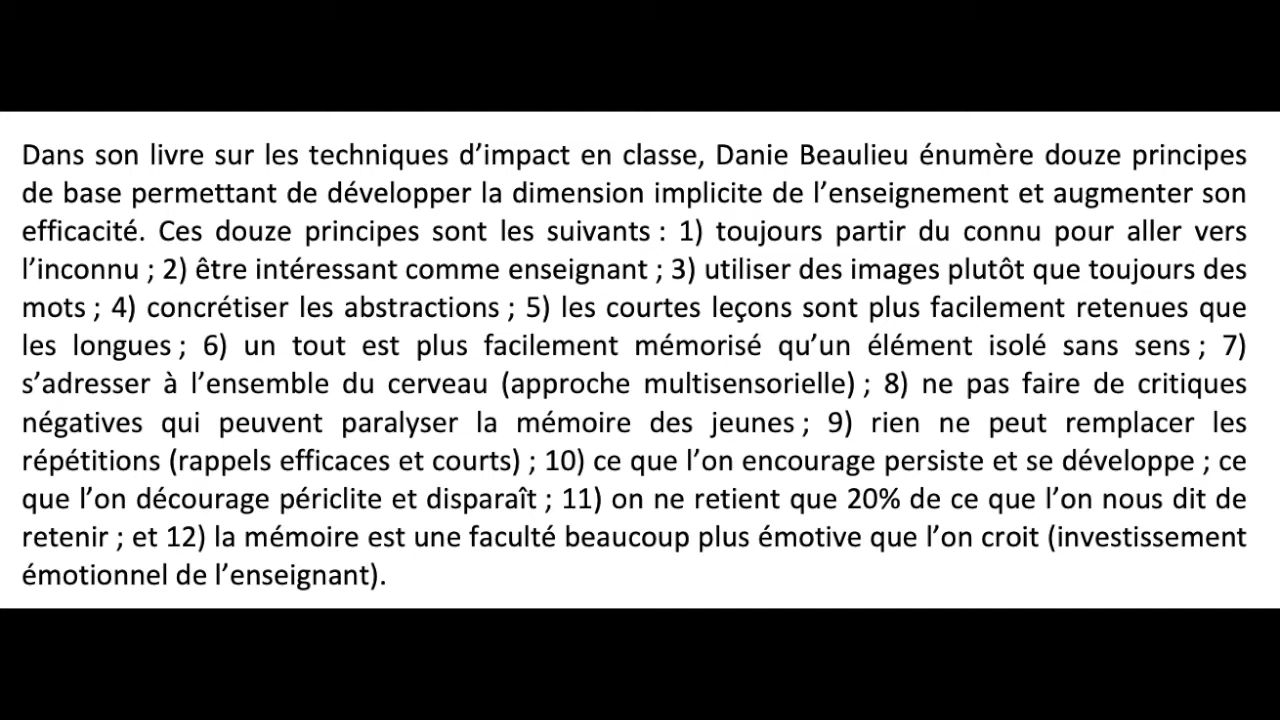 Dans son livre sur les techniques d’impact en classe, Danie Beaulieu énumère douze principes
de base permettant de développer la dimension implicite de l’enseignement et augmenter son
efficacité. Ces douze principes sont les suivants : 1) toujours partir du connu pour aller vers
l’inconnu ; 2) être intéressant comme enseignant ; 3) utiliser des images plutôt que toujours des
mots ; 4) concrétiser les abstractions ; 5) les courtes leçons sont plus facilement retenues que
les longues ; 6) un tout est plus facilement mémorisé qu’un élément isolé sans sens ; 7)
s’adresser à l’ensemble du cerveau (approche multisensorielle) ; 8) ne pas faire de critiques
négatives qui peuvent paralyser la mémoire des jeunes ; 9) rien ne peut remplacer les
répétitions (rappels efficaces et courts) ; 10) ce que l’on encourage persiste et se développe ; ce
que l’on décourage périclite et disparaît ; 11) on ne retient que 20% de ce que l’on nous dit de
retenir ; et 12) la mémoire est une faculté beaucoup plus émotive que l’on croit (investissement
émotionnel de l’enseignant).